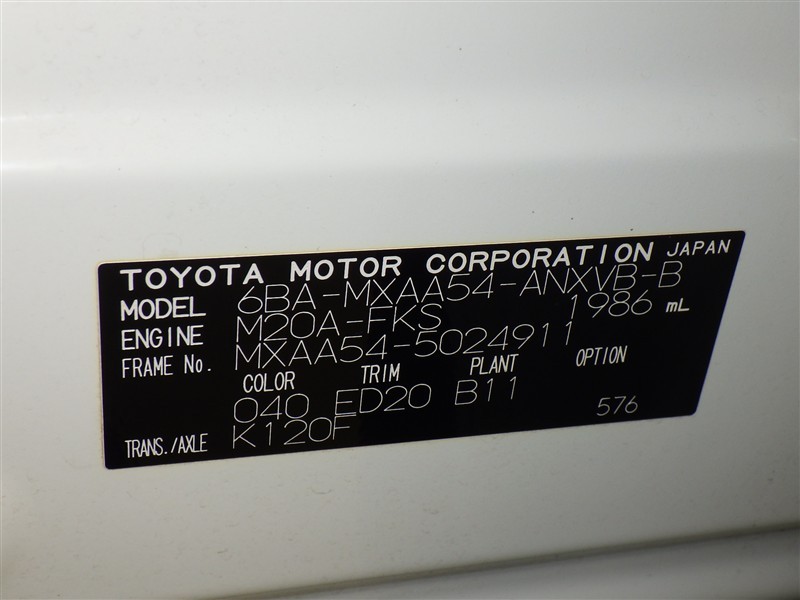 TOYOTA MOTOR CORPORATION JAPAN
MODEL 6BA-MXAA54-ANXVB-B
ENGINE M20A-FKS 1986 mL
FRAME No. MXAA54-5024911
COLOR TRIM PLANT OPTION
040 ED20 B11 576
TRANS./AXLE K120F